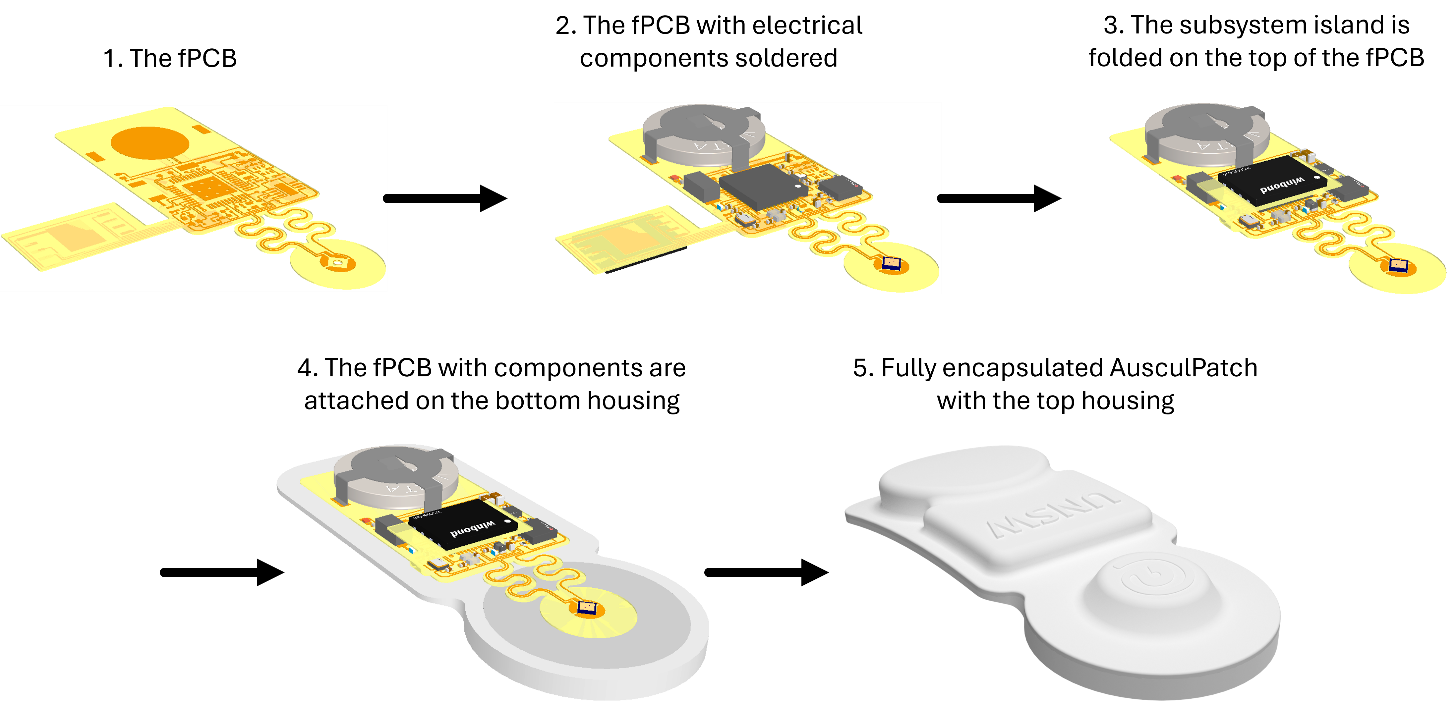 1. The fPCB
2. The fPCB with electrical
components soldered
3. The subsystem island is
folded on the top of the fPCB
winbond
4. The fPCB with components are
attached on the bottom housing
winbond
5. Fully encapsulated AusculPatch
with the top housing
UNSW